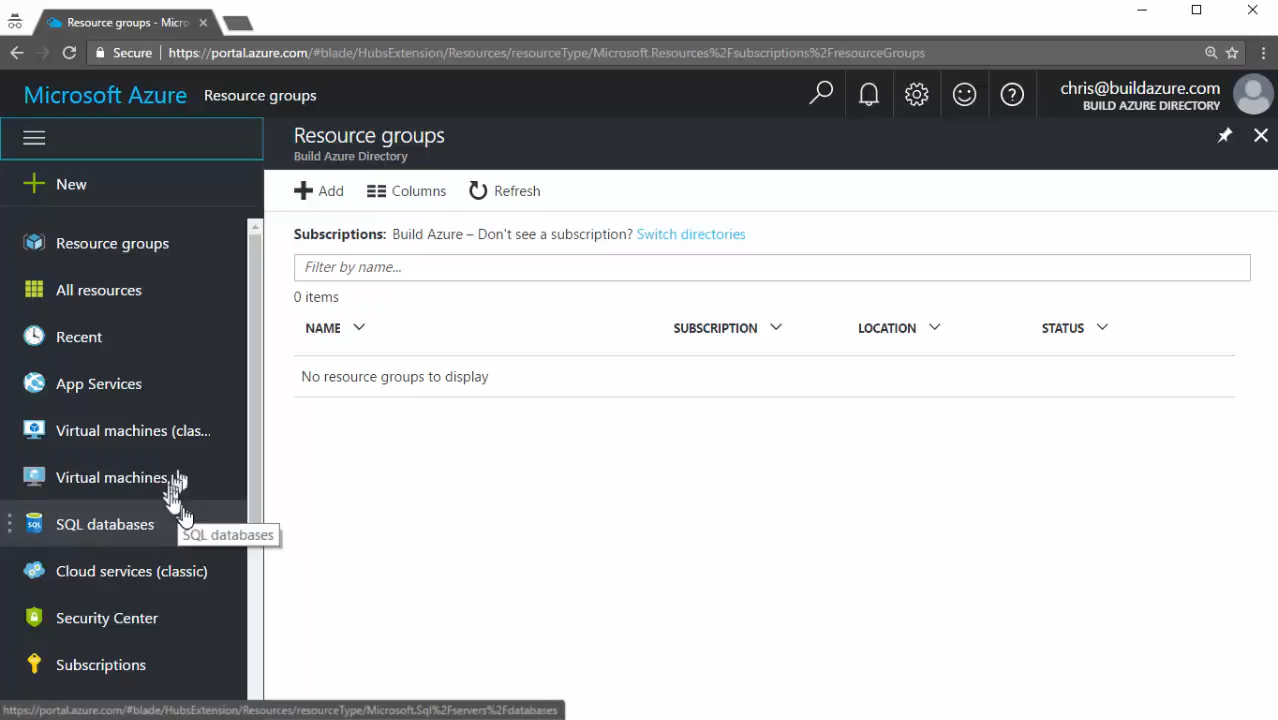 Resource groups - Micro
Secure
https://portal.azure.com/#blade/HubsExtension/Resources/resourceType/Microsoft.Resources%2Fsubscriptions%2FresourceGroups
Microsoft Azure
Resource groups
chris@buildazure.com
BUILD AZURE DIRECTORY
New
Resource groups
All resources
Recent
App Services
Virtual machines (clas...
Virtual machines
SQL
SQL databases
SQL databases
Cloud services (classic)
Security Center
Subscriptions
Resource groups
Build Azure Directory
Add
Columns
Refresh
Subscriptions: Build Azure – Don't see a subscription? Switch directories
Filter by name...
0 items
NAME
SUBSCRIPTION
LOCATION
STATUS
No resource groups to display
https://portal.azure.com/#blade/HubsExtension/Resources/resourceType/Microsoft.Sql%2Fservers%2Fdatabases